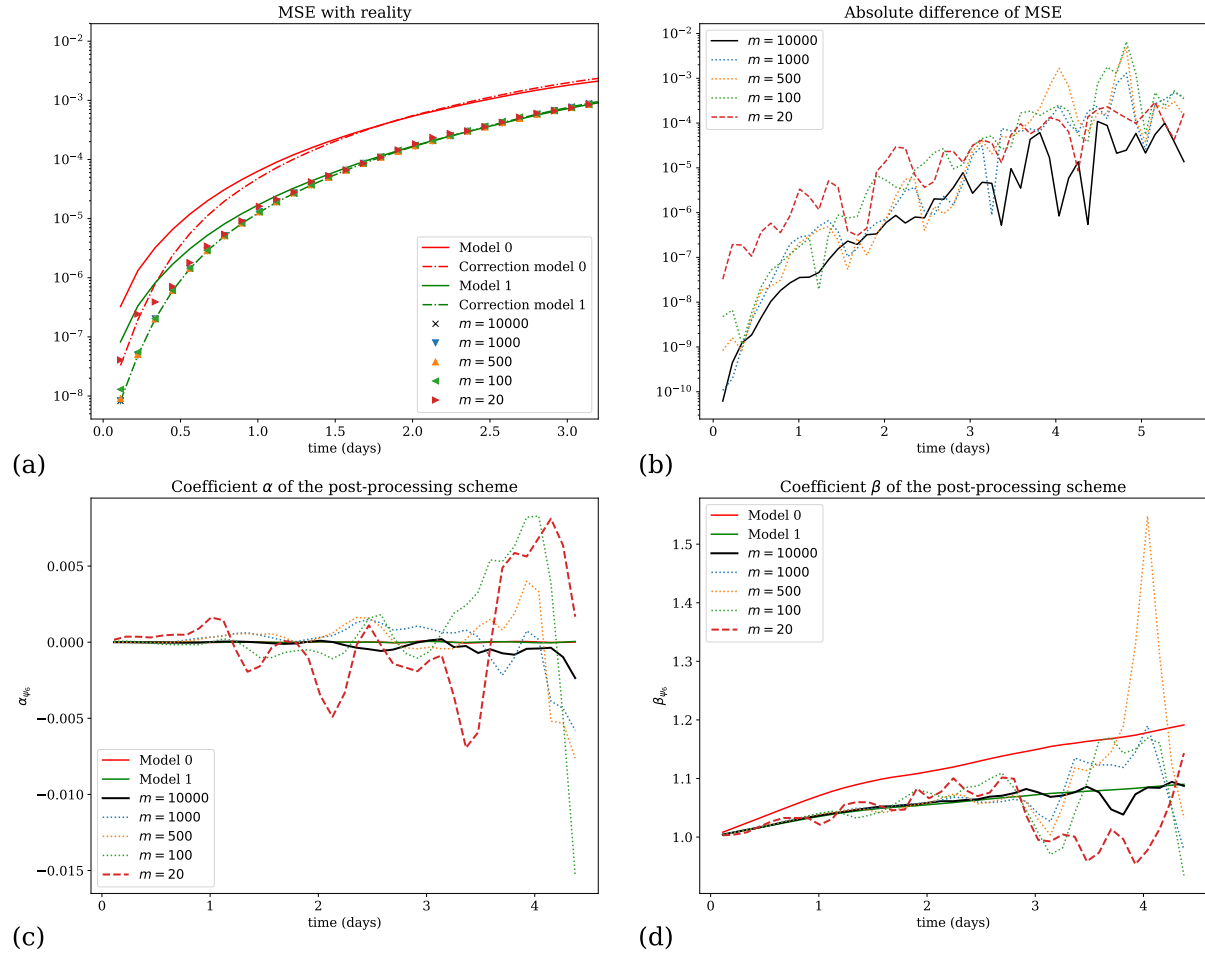 MSE with reality
10⁻²
10⁻³
10⁻⁴
10⁻⁵
10⁻⁶
10⁻⁷
10⁻⁸
Model 0
Correction model 0
Model 1
Correction model 1
m = 10000
m = 1000
m = 500
m = 100
m = 20
0.0 0.5 1.0 1.5 2.0 2.5 3.0
time (days)
(a)
Absolute difference of MSE
10⁻²
10⁻³
10⁻⁴
10⁻⁵
10⁻⁶
10⁻⁷
10⁻⁸
10⁻⁹
10⁻¹⁰
m = 10000
m = 1000
m = 500
m = 100
m = 20
0 1 2 3 4 5
time (days)
(b)
Coefficient α of the post-processing scheme
0.005
0.000
−0.005
−0.010
−0.015
α_ψ₆
Model 0
Model 1
m = 10000
m = 1000
m = 500
m = 100
m = 20
0 1 2 3 4
time (days)
(c)
Coefficient β of the post-processing scheme
1.5
1.4
1.3
1.2
1.1
1.0
β_ψ₆
Model 0
Model 1
m = 10000
m = 1000
m = 500
m = 100
m = 20
0 1 2 3 4
time (days)
(d)